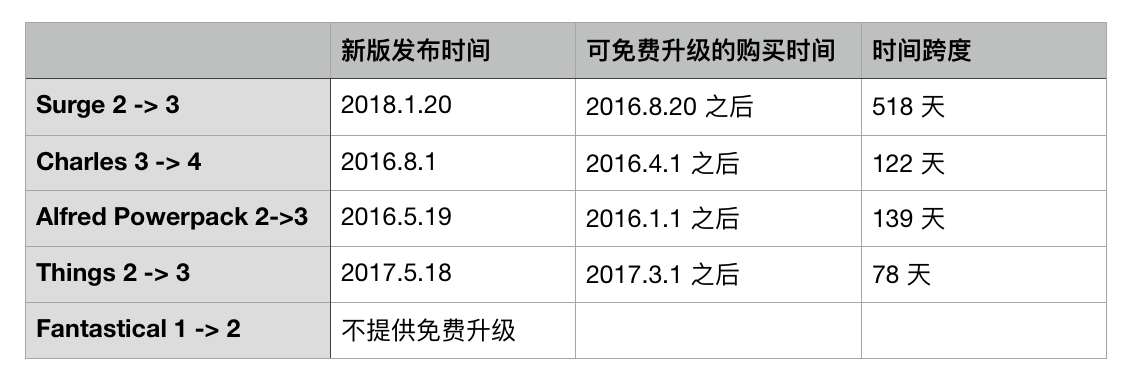 新版发布时间 可免费升级的购买时间 时间跨度
Surge 2 -> 3 2018.1.20 2016.8.20 之后 518 天
Charles 3 -> 4 2016.8.1 2016.4.1 之后 122 天
Alfred Powerpack 2->3 2016.5.19 2016.1.1 之后 139 天
Things 2 -> 3 2017.5.18 2017.3.1 之后 78 天
Fantastical 1 -> 2 不提供免费升级